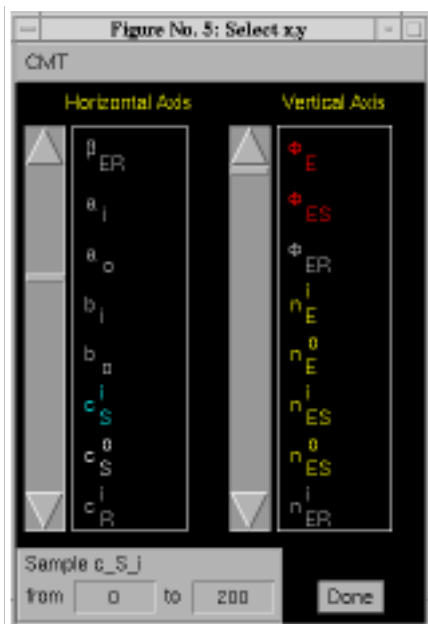 Figure No. 5: Select x,y
CMT
Horizontal Axis
Vertical Axis
β ER
a i
a o
b i
b o
c i S
c o S
c i R
Φ E
Φ ES
Φ ER
n i E
n o E
n i ES
n o ES
n i ER
Sample c_S_i
from 0 to 200
Done